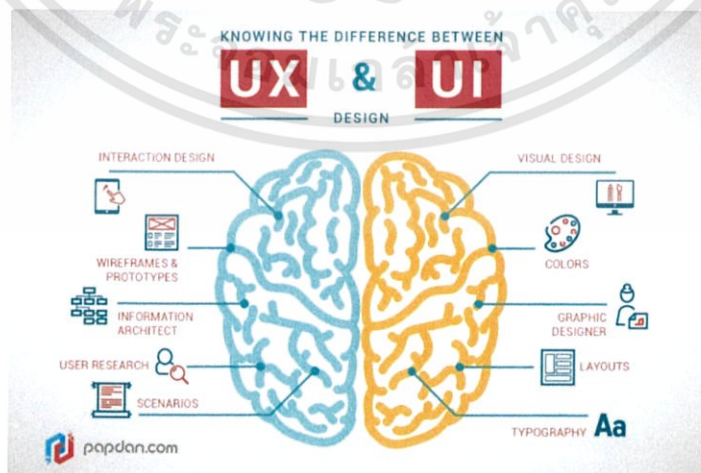 KNOWING THE DIFFERENCE BETWEEN
UX & UI
DESIGN
INTERACTION DESIGN
WIREFRAMES &
PROTOTYPES
INFORMATION
ARCHITECT
USER RESEARCH
SCENARIOS
VISUAL DESIGN
COLORS
GRAPHIC
DESIGNER
LAYOUTS
TYPOGRAPHY Aa
papdan.com